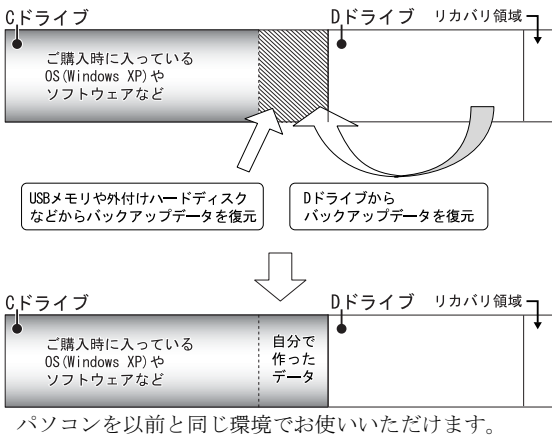 Cドライブ
Dドライブ
リカバリ領域
ご購入時に入っている
OS(Windows XP)や
ソフトウェアなど
USBメモリや外付けハードディスク
などからバックアップデータを復元
Dドライブから
バックアップデータを復元
Cドライブ
Dドライブ
リカバリ領域
ご購入時に入っている
OS(Windows XP)や
ソフトウェアなど
自分で
作った
データ
パソコンを以前と同じ環境でお使いいただけます。